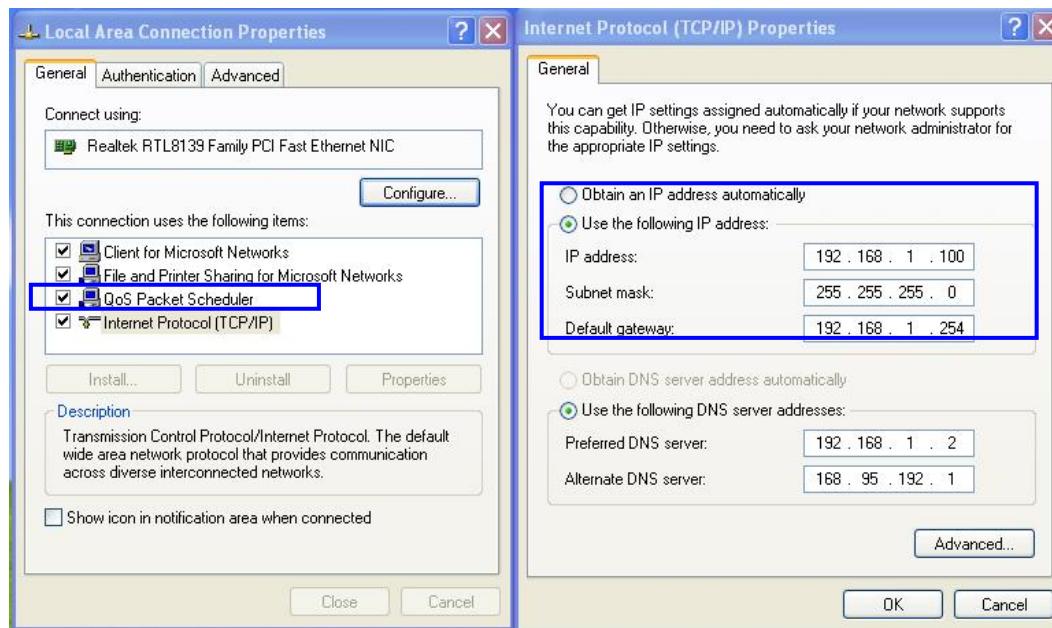 Local Area Connection Properties
General Authentication Advanced
Connect using:
Realtek RTL8139 Family PCI Fast Ethernet NIC
Configure...
This connection uses the following items:
Client for Microsoft Networks
File and Printer Sharing for Microsoft Networks
QoS Packet Scheduler
Internet Protocol (TCP/IP)
Install... Uninstall Properties
Description
Transmission Control Protocol/Internet Protocol. The default
wide area network protocol that provides communication
across diverse interconnected networks.
Show icon in notification area when connected
Close Cancel
Internet Protocol (TCP/IP) Properties
General
You can get IP settings assigned automatically if your network supports
this capability. Otherwise, you need to ask your network administrator for
the appropriate IP settings.
Obtain an IP address automatically
Use the following IP address:
IP address: 192 . 168 . 1 . 100
Subnet mask: 255 . 255 . 255 . 0
Default gateway: 192 . 168 . 1 . 254
Obtain DNS server address automatically
Use the following DNS server addresses:
Preferred DNS server: 192 . 168 . 1 . 2
Alternate DNS server: 168 . 95 . 192 . 1
Advanced...
OK Cancel